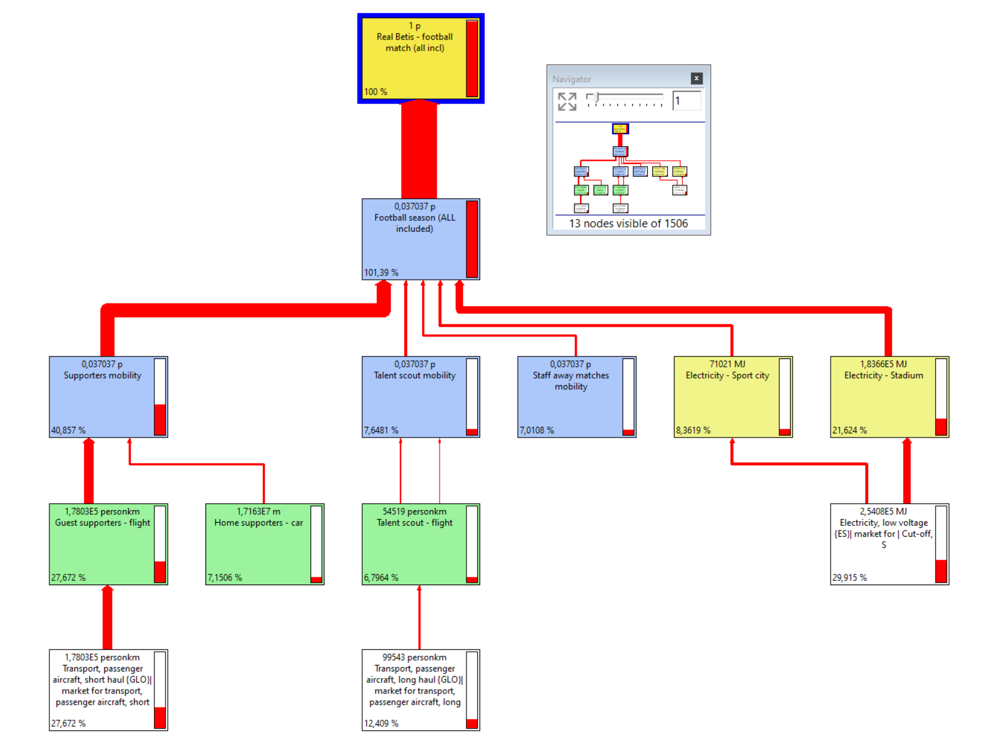 1 p
Real Betis - football
match (all incl)
100 %
Navigator
x
1
13 nodes visible of 1506
0,037037 p
Football season (ALL
included)
101,39 %
0,037037 p
Supporters mobility
40,857 %
0,037037 p
Talent scout mobility
7,6481 %
0,037037 p
Staff away matches
mobility
7,0108 %
71021 MJ
Electricity - Sport city
8,3619 %
1,8366E5 MJ
Electricity - Stadium
21,624 %
1,7803E5 personkm
Guest supporters - flight
27,672 %
1,7163E7 m
Home supporters - car
7,1506 %
54519 personkm
Talent scout - flight
6,7964 %
2,5408E5 MJ
Electricity, low voltage
{ES}| market for | Cut-off,
S
29,915 %
1,7803E5 personkm
Transport, passenger
aircraft, short haul {GLO}|
market for transport,
passenger aircraft, short
27,672 %
99543 personkm
Transport, passenger
aircraft, long haul {GLO}|
market for transport,
passenger aircraft, long
12,409 %